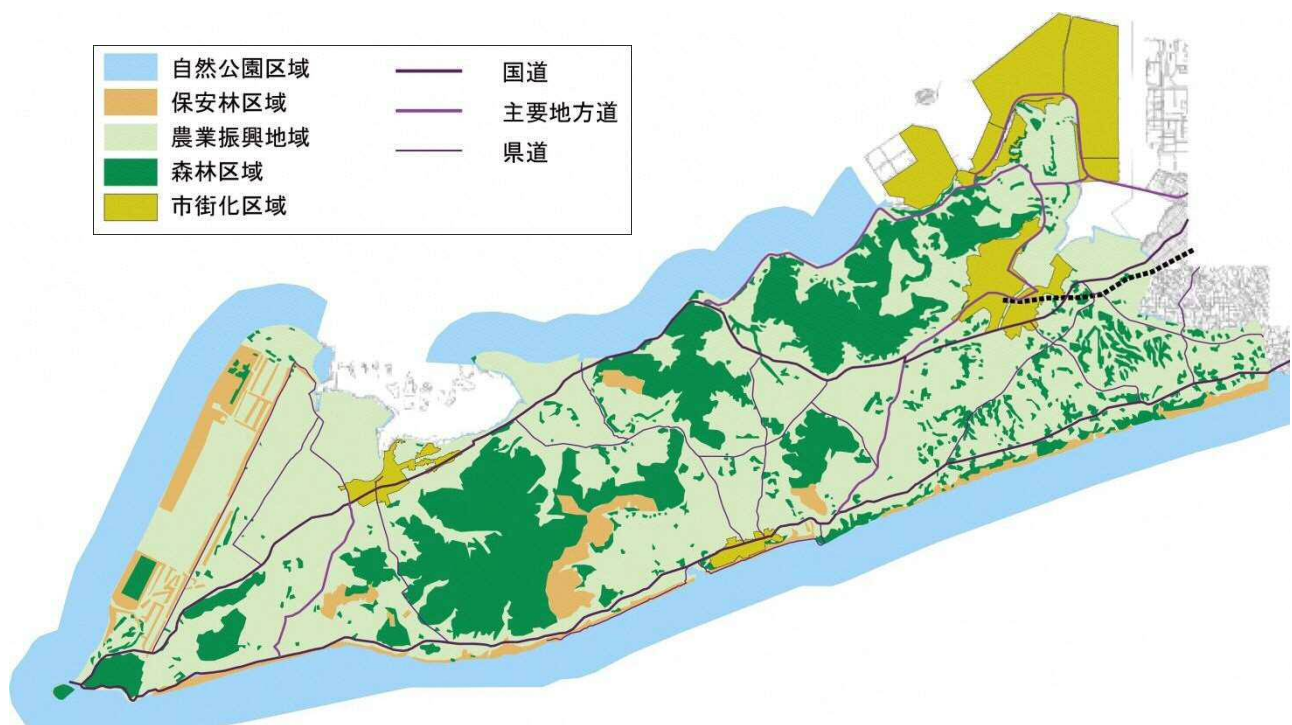 自然公園区域
保安林区域
農業振興地域
森林区域
市街化区域
国道
主要地方道
県道